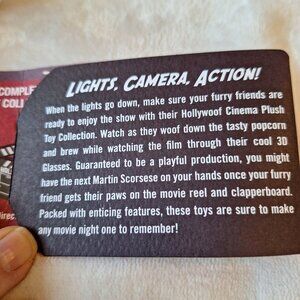 COMPLE
COLL
LIGHTS, CAMERA, ACTION!
When the lights go down, make sure your furry friends are
ready to enjoy the show with their Hollywoof Cinema Plush
Toy Collection. Watch as they woof down the tasty popcorn
and brew while watching the film through their cool 3D
Glasses. Guaranteed to be a playful production, you might
have the next Martin Scorsese on your hands once your furry
friend gets their paws on the movie reel and clapperboard.
Packed with enticing features, these toys are sure to make
any movie night one to remember!
Direc